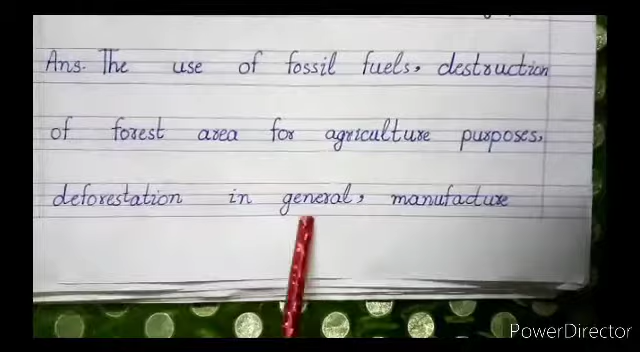 Ans. The use of fossil fuels, destruction
of forest area for agriculture purposes,
deforestation in general, manufacture
PowerDirector